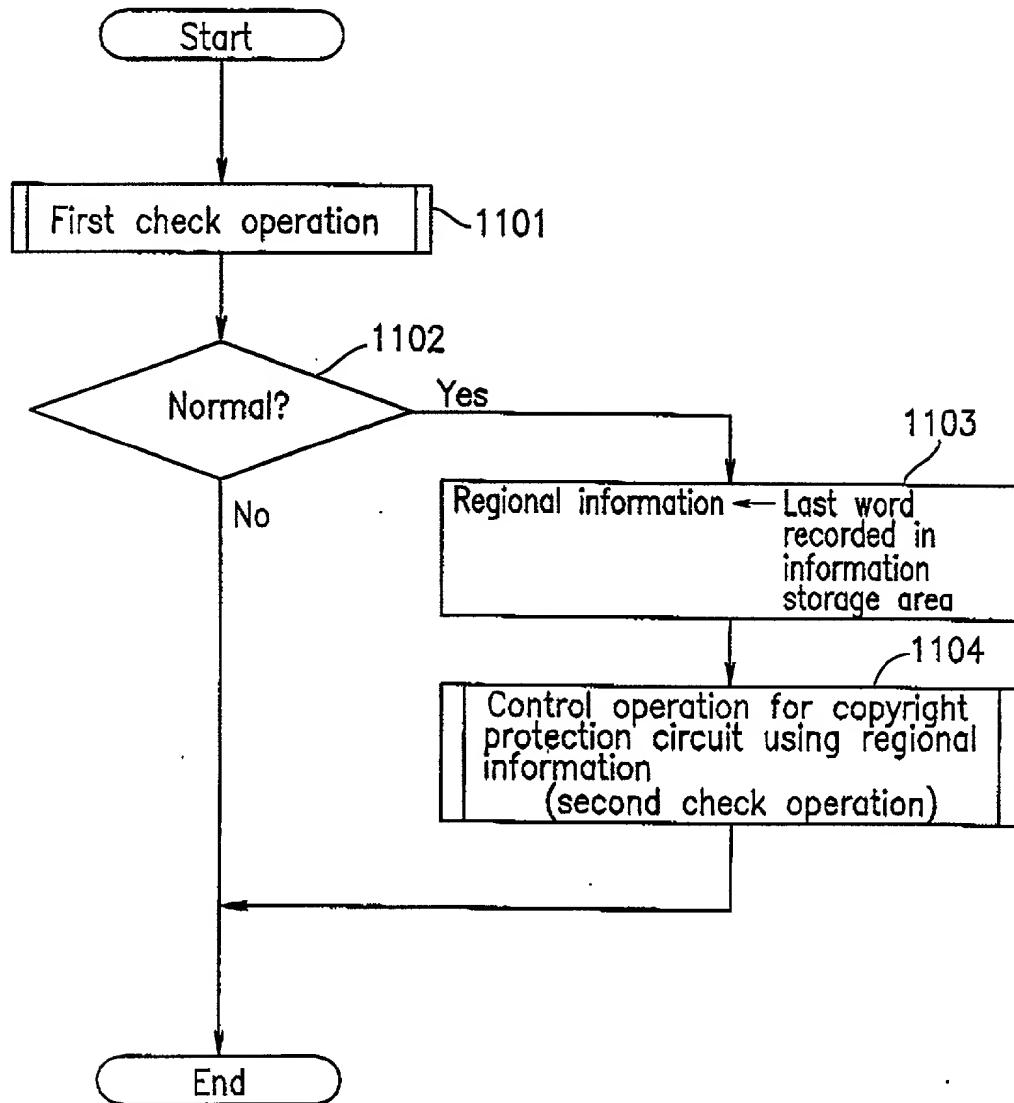 Start
First check operation
1101
1102
Normal?
Yes
No
1103
Regional information ← Last word
recorded in
information
storage area
1104
Control operation for copyright
protection circuit using regional
information
(second check operation)
End